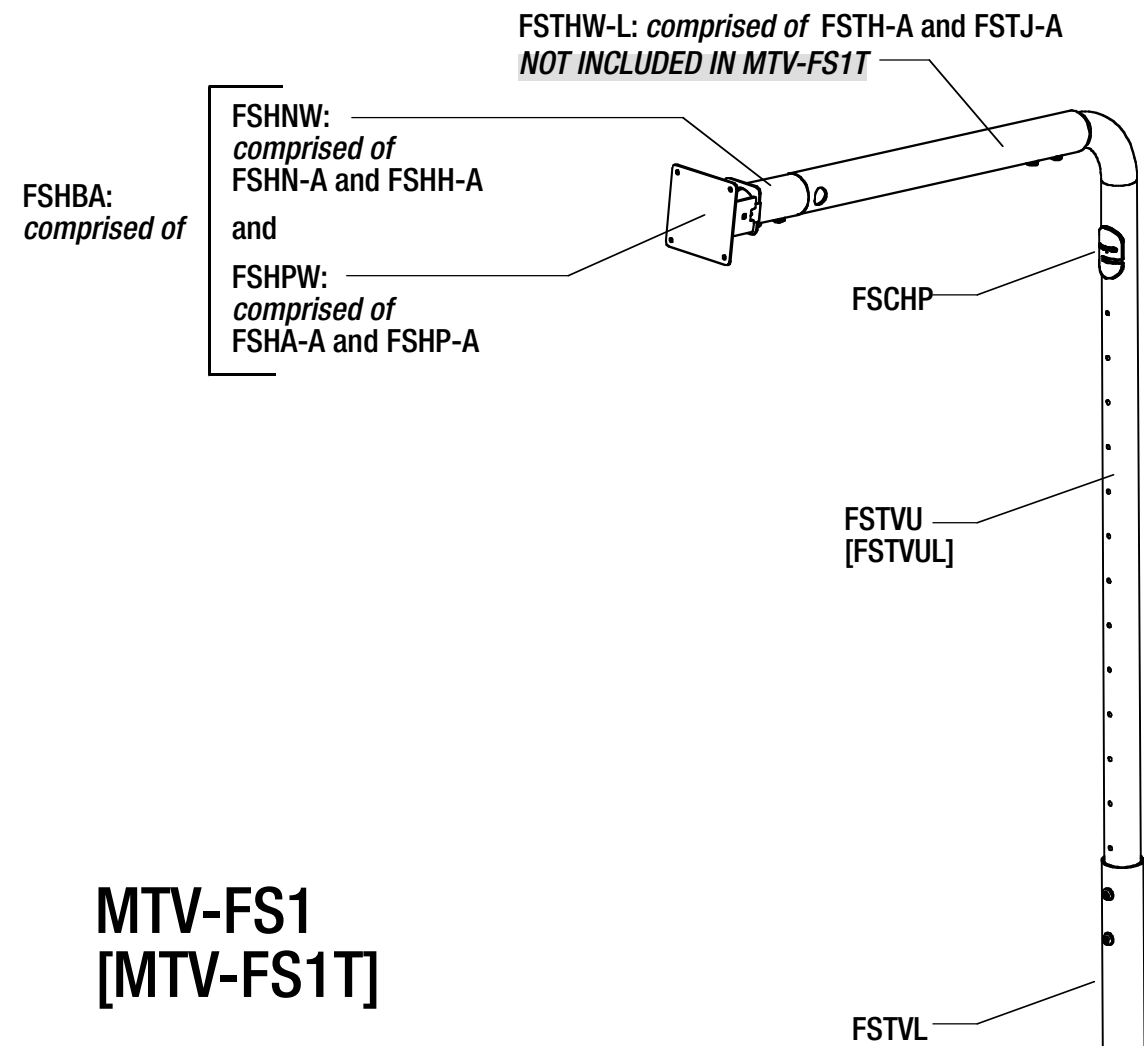 FSTHW-L: comprised of FSTH-A and FSTJ-A
NOT INCLUDED IN MTV-FS1T
FSHBA:
comprised of
FSHNW:
comprised of
FSHN-A and FSHH-A
and
FSHPW:
comprised of
FSHA-A and FSHP-A
FSCHP
FSTVU
[FSTVUL]
MTV-FS1
[MTV-FS1T]
FSTVL